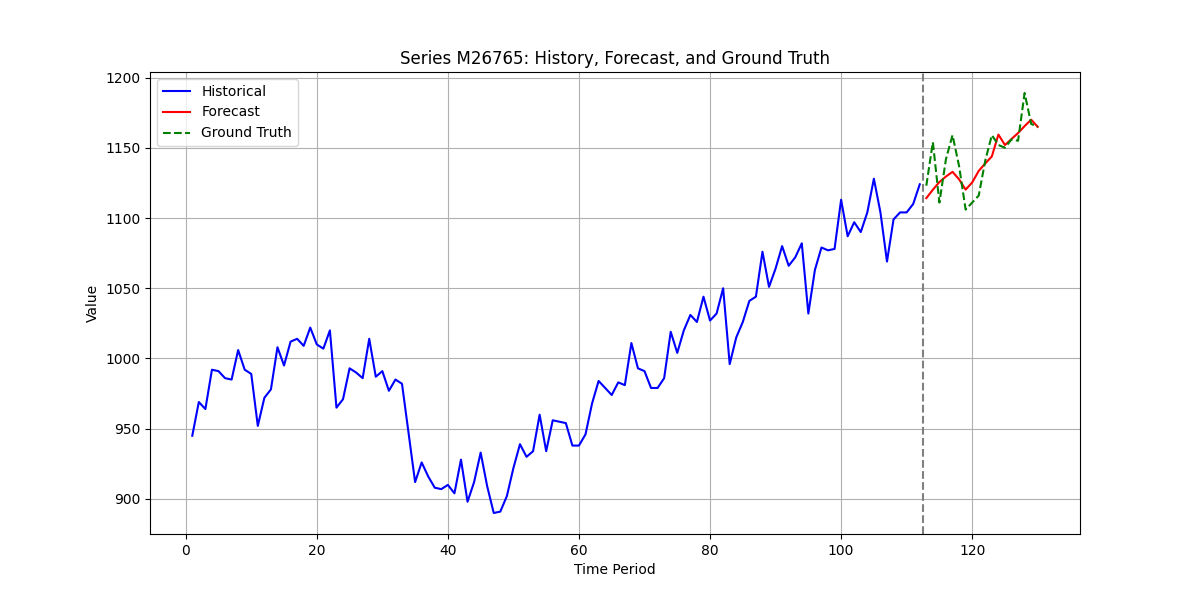 Series M26765: History, Forecast, and Ground Truth
Historical
Forecast
Ground Truth
1200
1150
1100
1050
1000
950
900
Value
0 20 40 60 80 100 120
Time Period